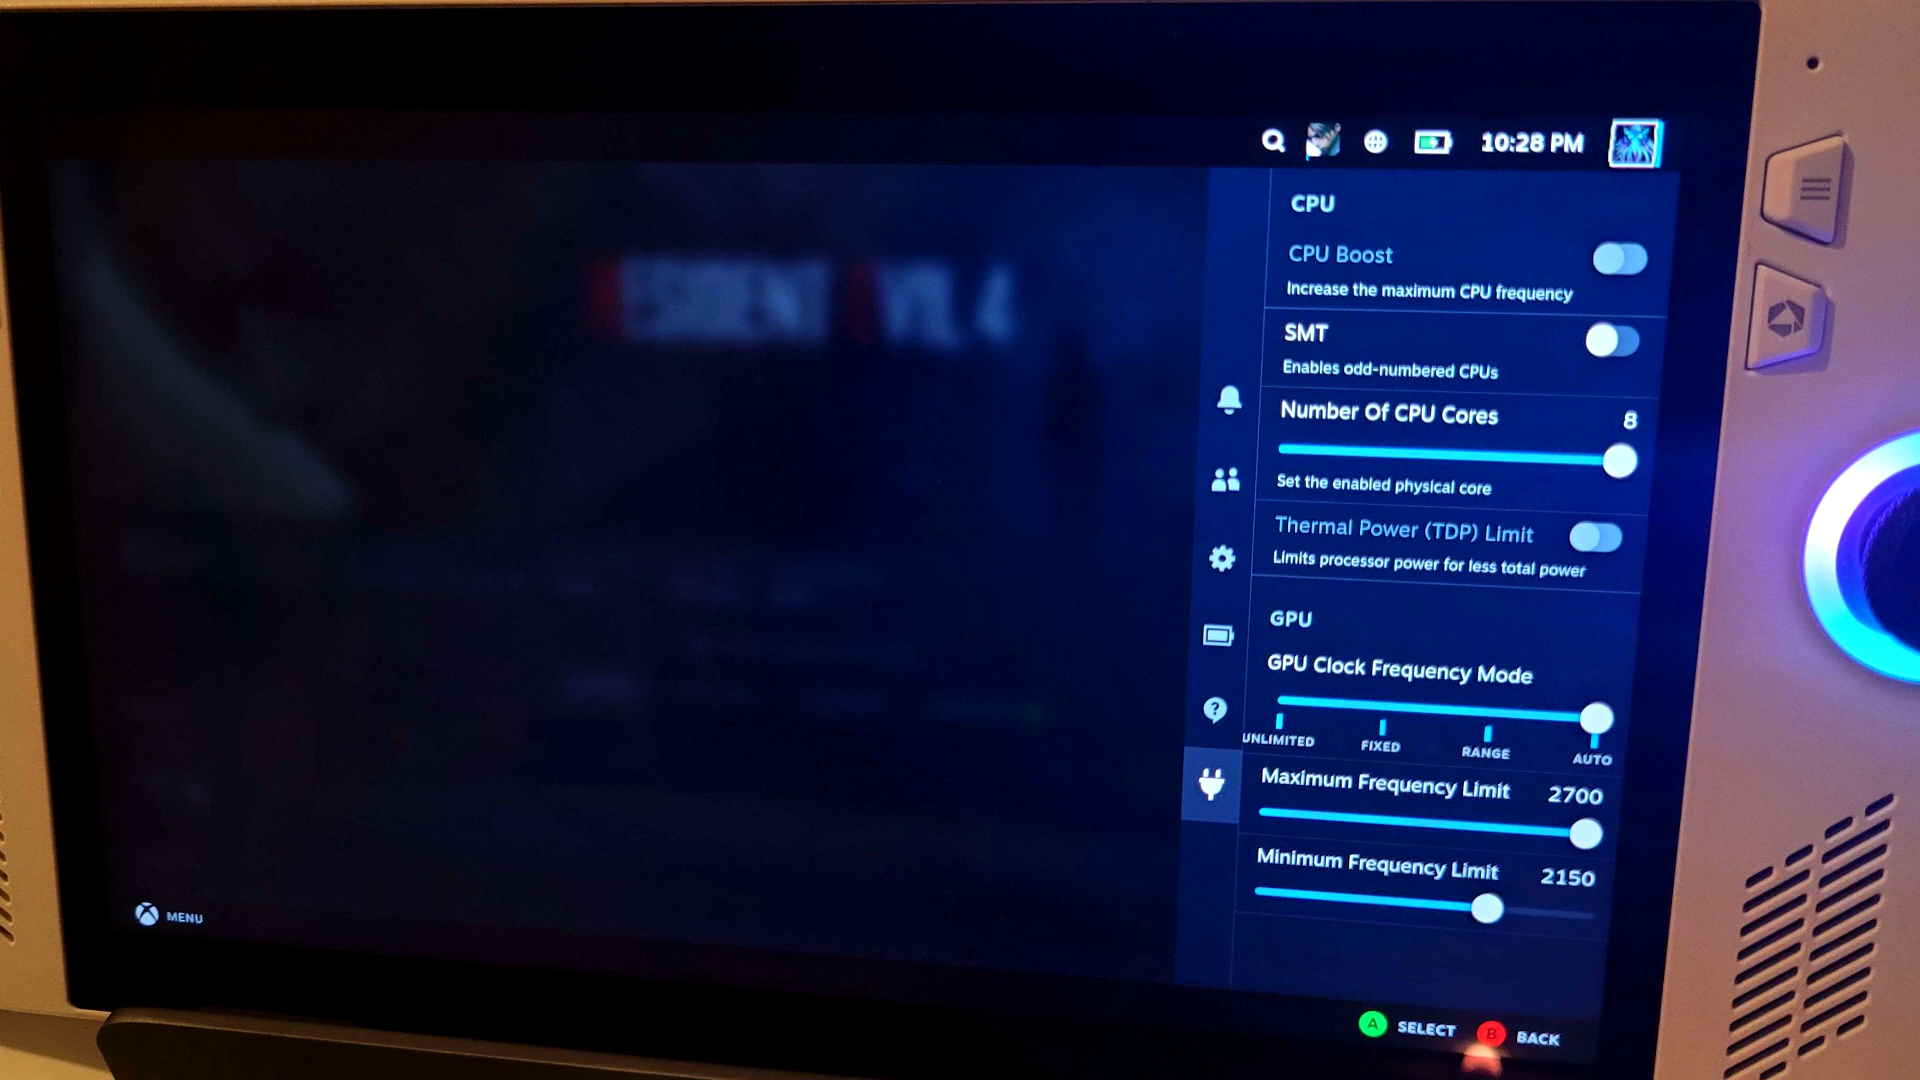 10:28 PM
RESIDENT EVIL 4
CPU
CPU Boost
Increase the maximum CPU frequency
SMT
Enables odd-numbered CPUs
Number Of CPU Cores 8
Set the enabled physical core
Thermal Power (TDP) Limit
Limits processor power for less total power
GPU
GPU Clock Frequency Mode
UNLIMITED FIXED RANGE AUTO
Maximum Frequency Limit 2700
Minimum Frequency Limit 2150
MENU
A SELECT B BACK